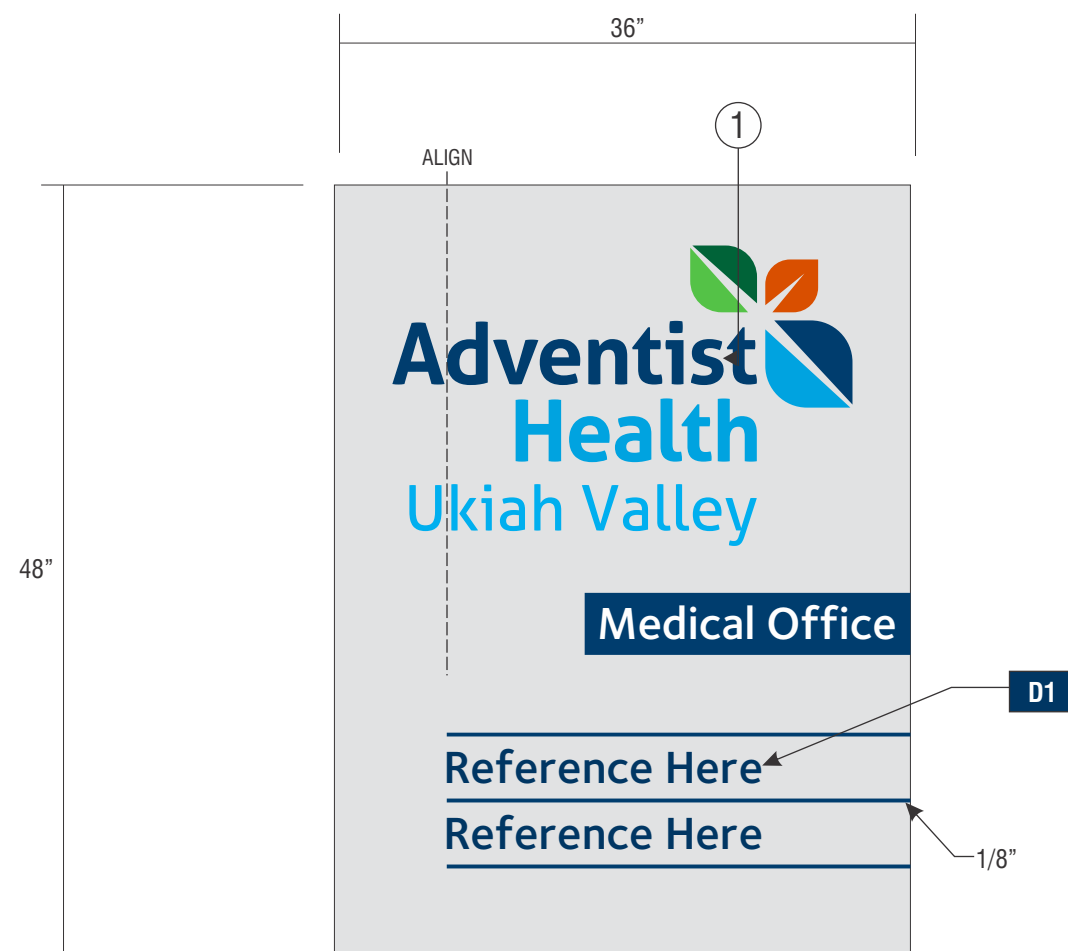 36”
1
ALIGN
Adventist
Health
Ukiah Valley
48”
Medical Office
D1
Reference Here
Reference Here
1/8”